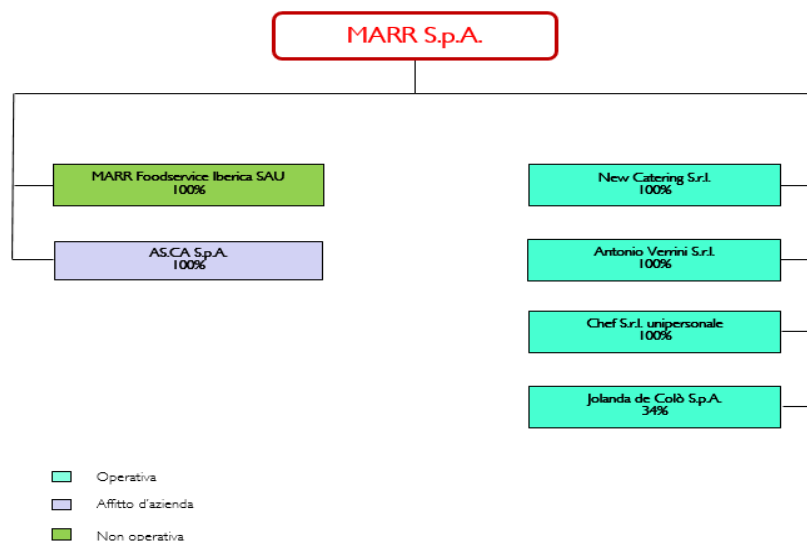 MARR S.p.A.
MARR Foodservice Iberica SAU
100%
AS.CA S.p.A.
100%
New Catering S.r.l.
100%
Antonio Verrini S.r.l.
100%
Chef S.r.l. unipersonale
100%
Jolanda de Colò S.p.A.
34%
Operativa
Affitto d'azienda
Non operativa